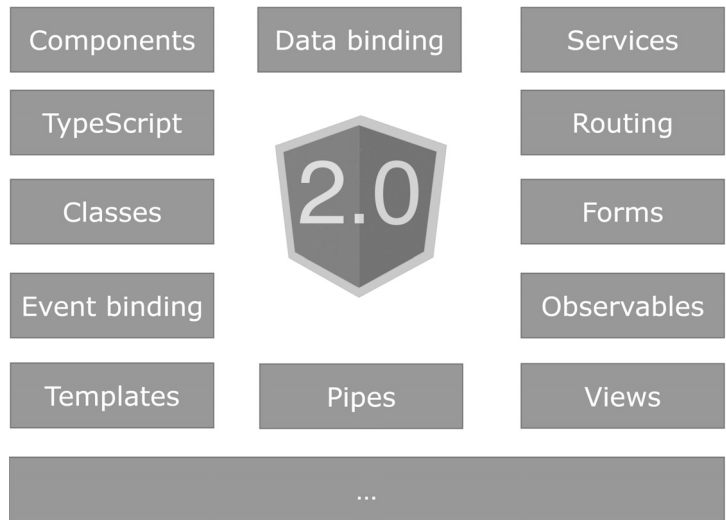 Components
Data binding
Services
TypeScript
Routing
2.0
Classes
Forms
Event binding
Observables
Templates
Pipes
Views
...